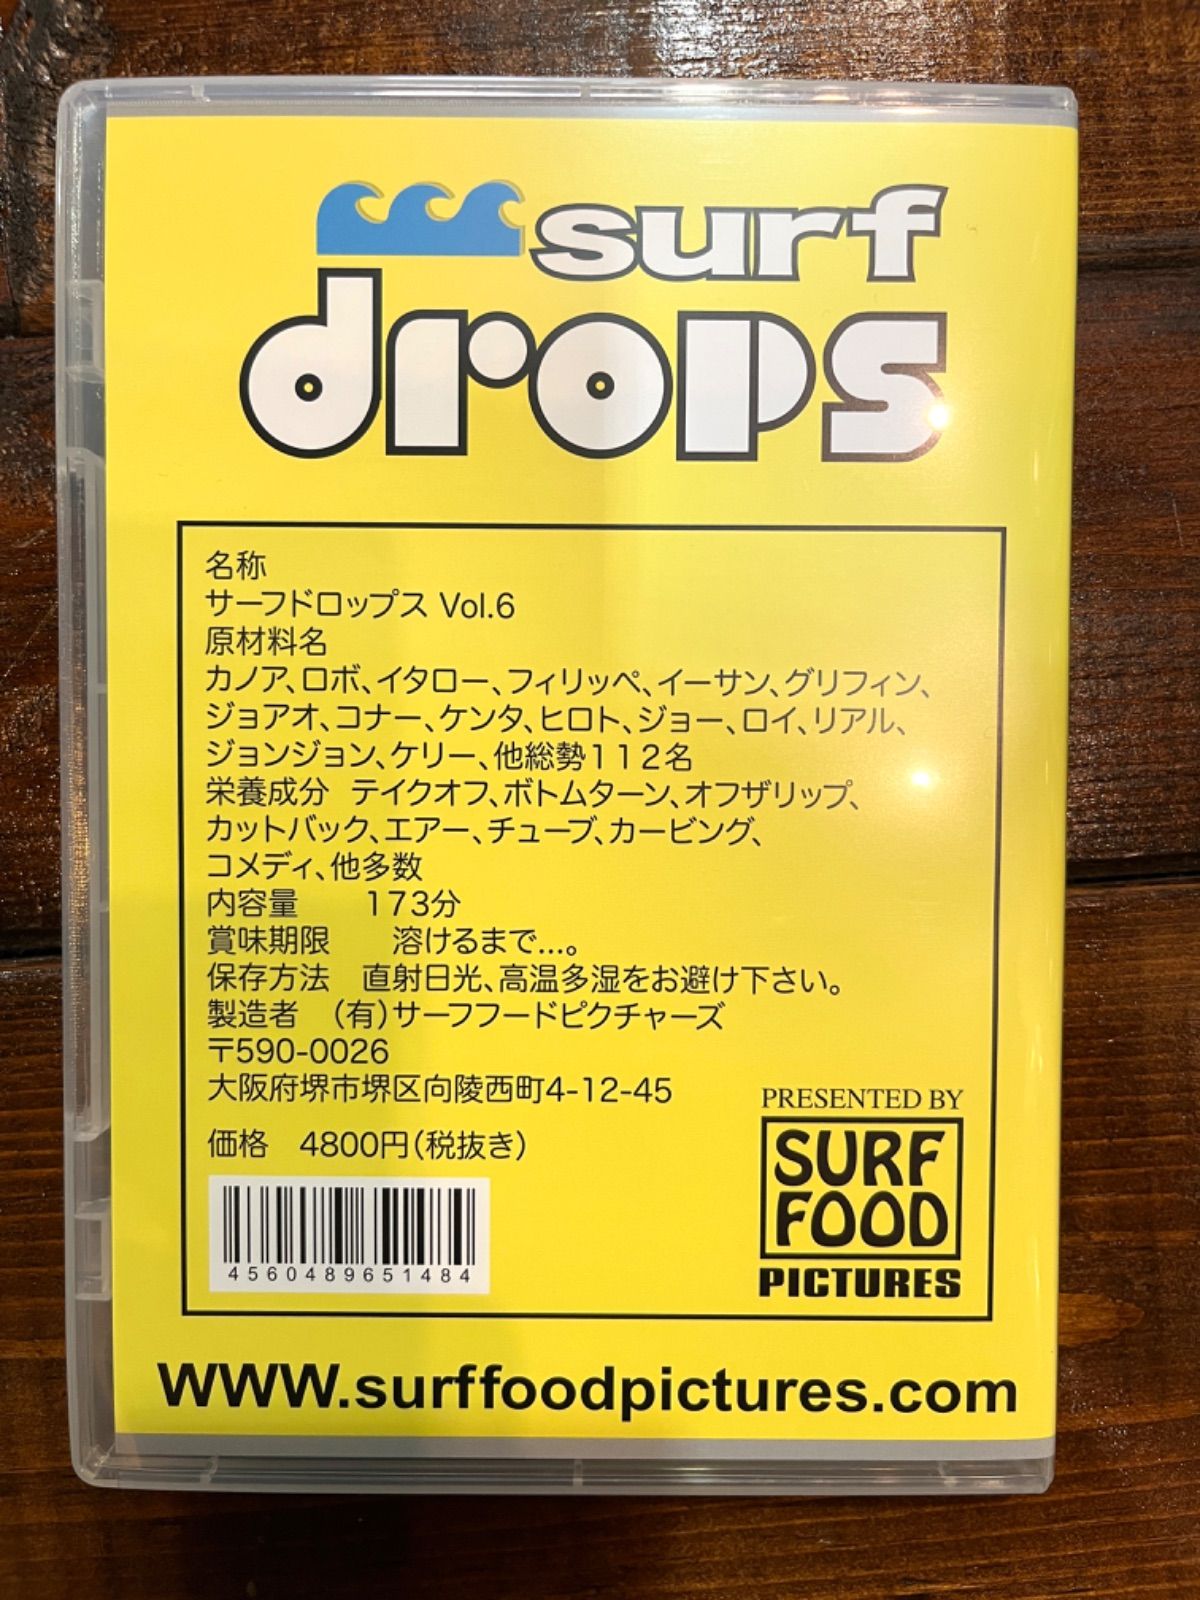 surf
drops
名称
サーフドロップス Vol.6
原材料名
カノア、ロボ、イタロー、フィリッペ、イーサン、グリフィン、
ジョアオ、コナー、ケンタ、ヒロト、ジョー、ロイ、リアル、
ジョンジョン、ケリー、他総勢112名
栄養成分 テイクオフ、ボトムターン、オフザリップ、
カットバック、エアー、チューブ、カービング、
コメディ、他多数
内容量 173分
賞味期限 溶けるまで...。
保存方法 直射日光、高温多湿をお避け下さい。
製造者 (有)サーフフードピクチャーズ
〒590-0026
大阪府堺市堺区向陵西町4-12-45
価格 4800円(税抜き)
4560489651484
PRESENTED BY
SURF
FOOD
PICTURES
WWW.surffoodpictures.com